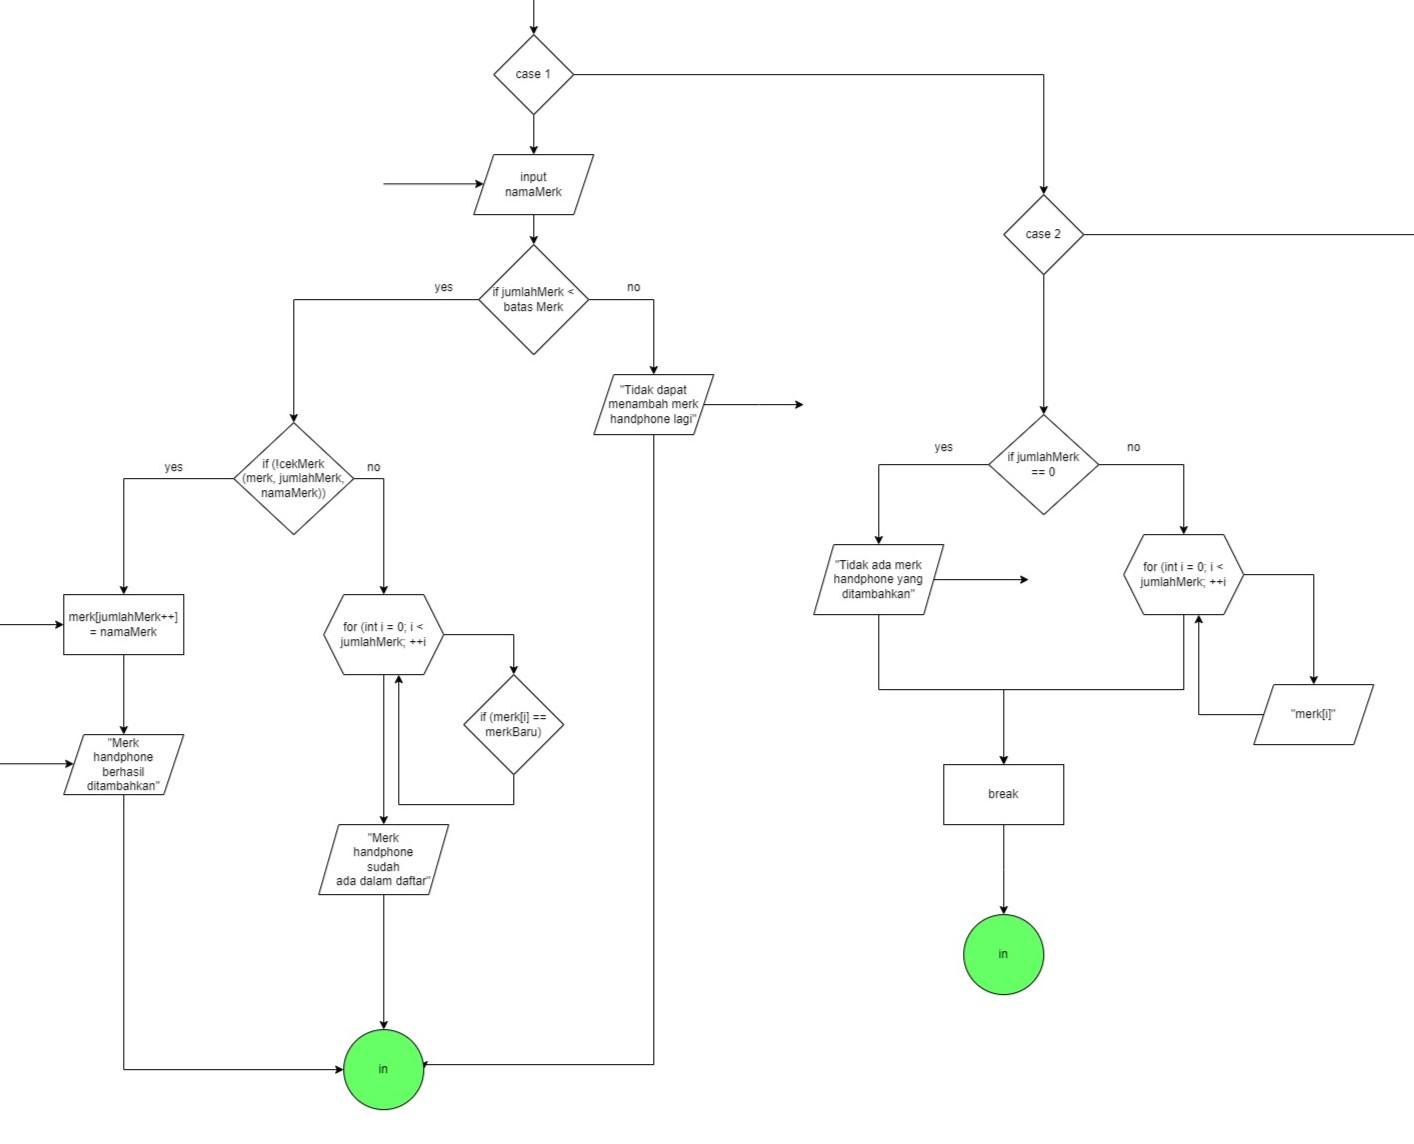 case 1
input
namaMerk
case 2
yes
if jumlahMerk <
batas Merk
no
"Tidak dapat
menambah merk
handphone lagi"
yes
if (!cekMerk
(merk, jumlahMerk,
namaMerk))
no
yes
if jumlahMerk
== 0
no
merk[jumlahMerk++]
= namaMerk
for (int i = 0; i <
jumlahMerk; ++i
"Tidak ada merk
handphone yang
ditambahkan"
for (int i = 0; i <
jumlahMerk; ++i
if (merk[i] ==
merkBaru)
"merk[i]"
"Merk
handphone
berhasil
ditambahkan"
break
"Merk
handphone
sudah
ada dalam daftar"
in
in